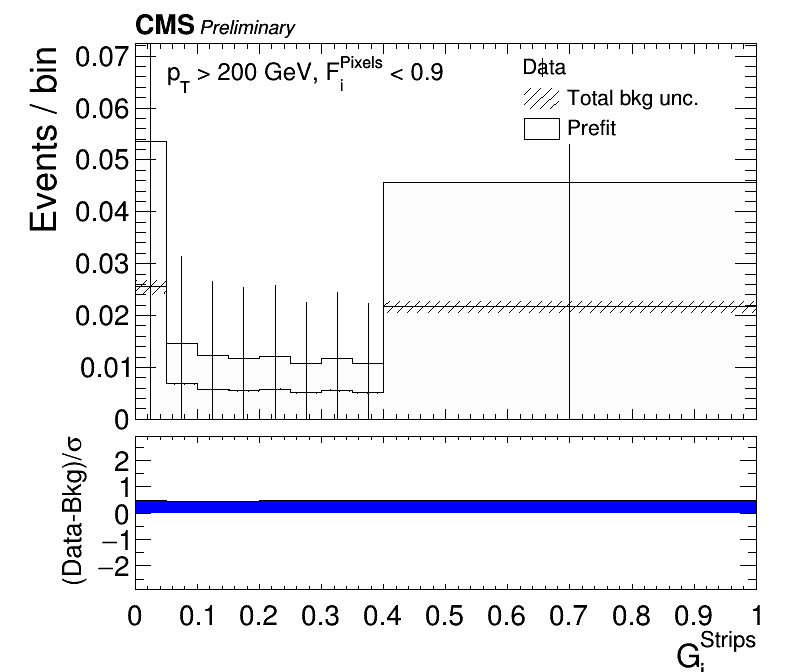 CMS Preliminary
Events / bin
0.07
0.06
0.05
0.04
0.03
0.02
0.01
0
p_T > 200 GeV, F_i^Pixels < 0.9
Data
Total bkg unc.
Prefit
(Data-Bkg)/σ
2
1
0
−1
−2
0 0.1 0.2 0.3 0.4 0.5 0.6 0.7 0.8 0.9 1
G_i^Strips